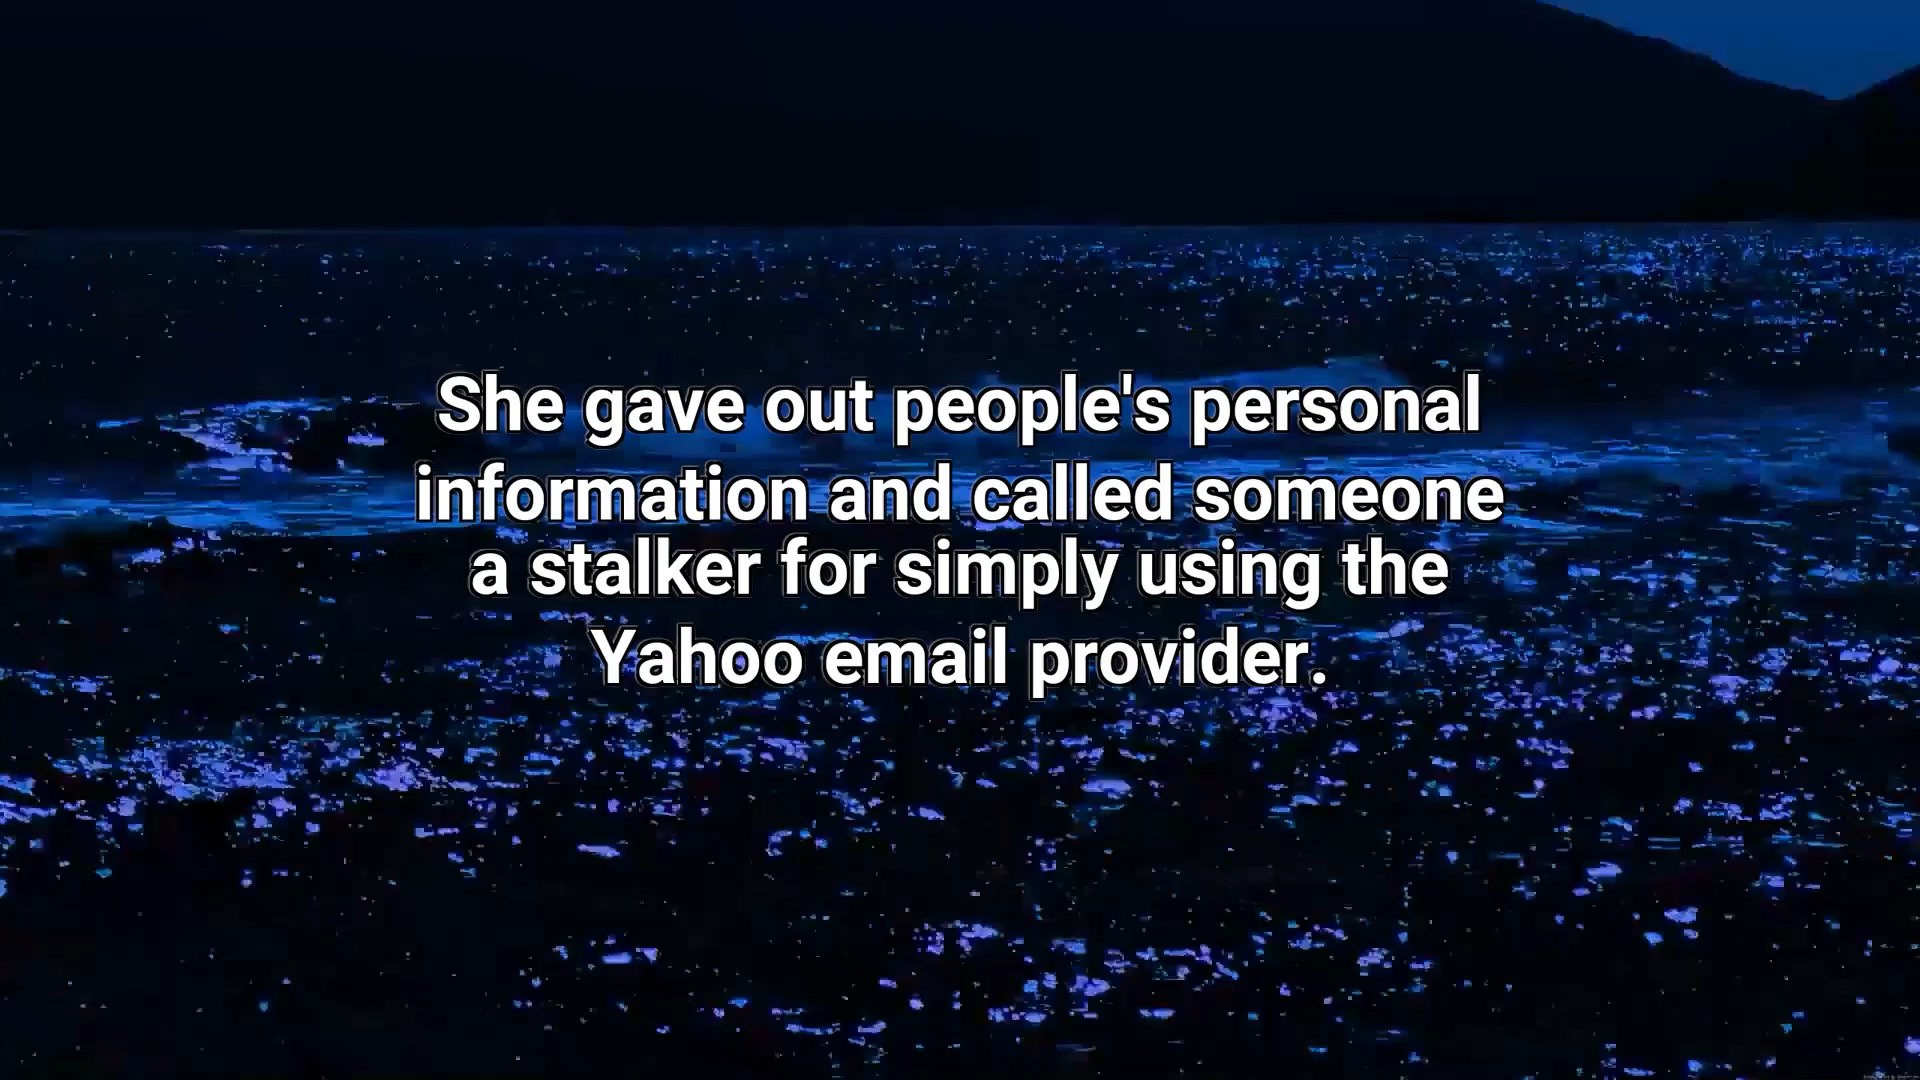 She gave out people's personal
information and called someone
a stalker for simply using the
Yahoo email provider.